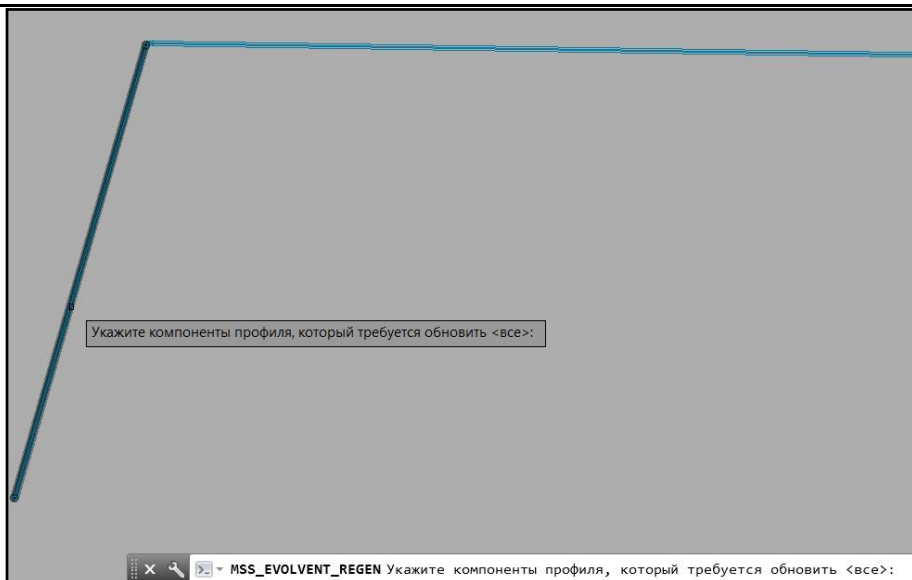 Укажите компоненты профиля, который требуется обновить <все>:
MSS_EVOLVENT_REGEN Укажите компоненты профиля, который требуется обновить <все>: